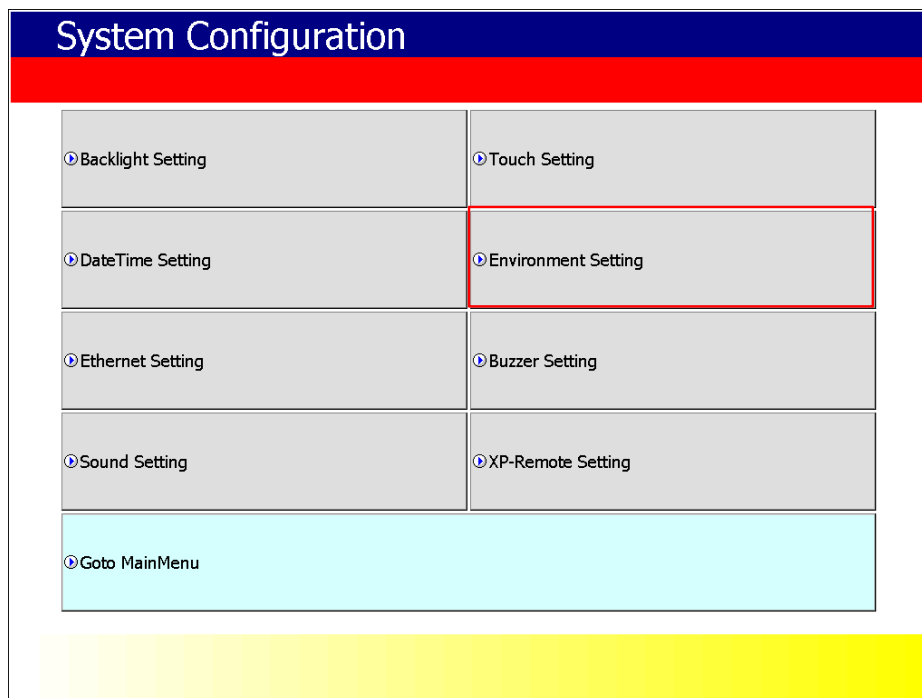 System Configuration
Backlight Setting
Touch Setting
DateTime Setting
Environment Setting
Ethernet Setting
Buzzer Setting
Sound Setting
XP-Remote Setting
Goto MainMenu